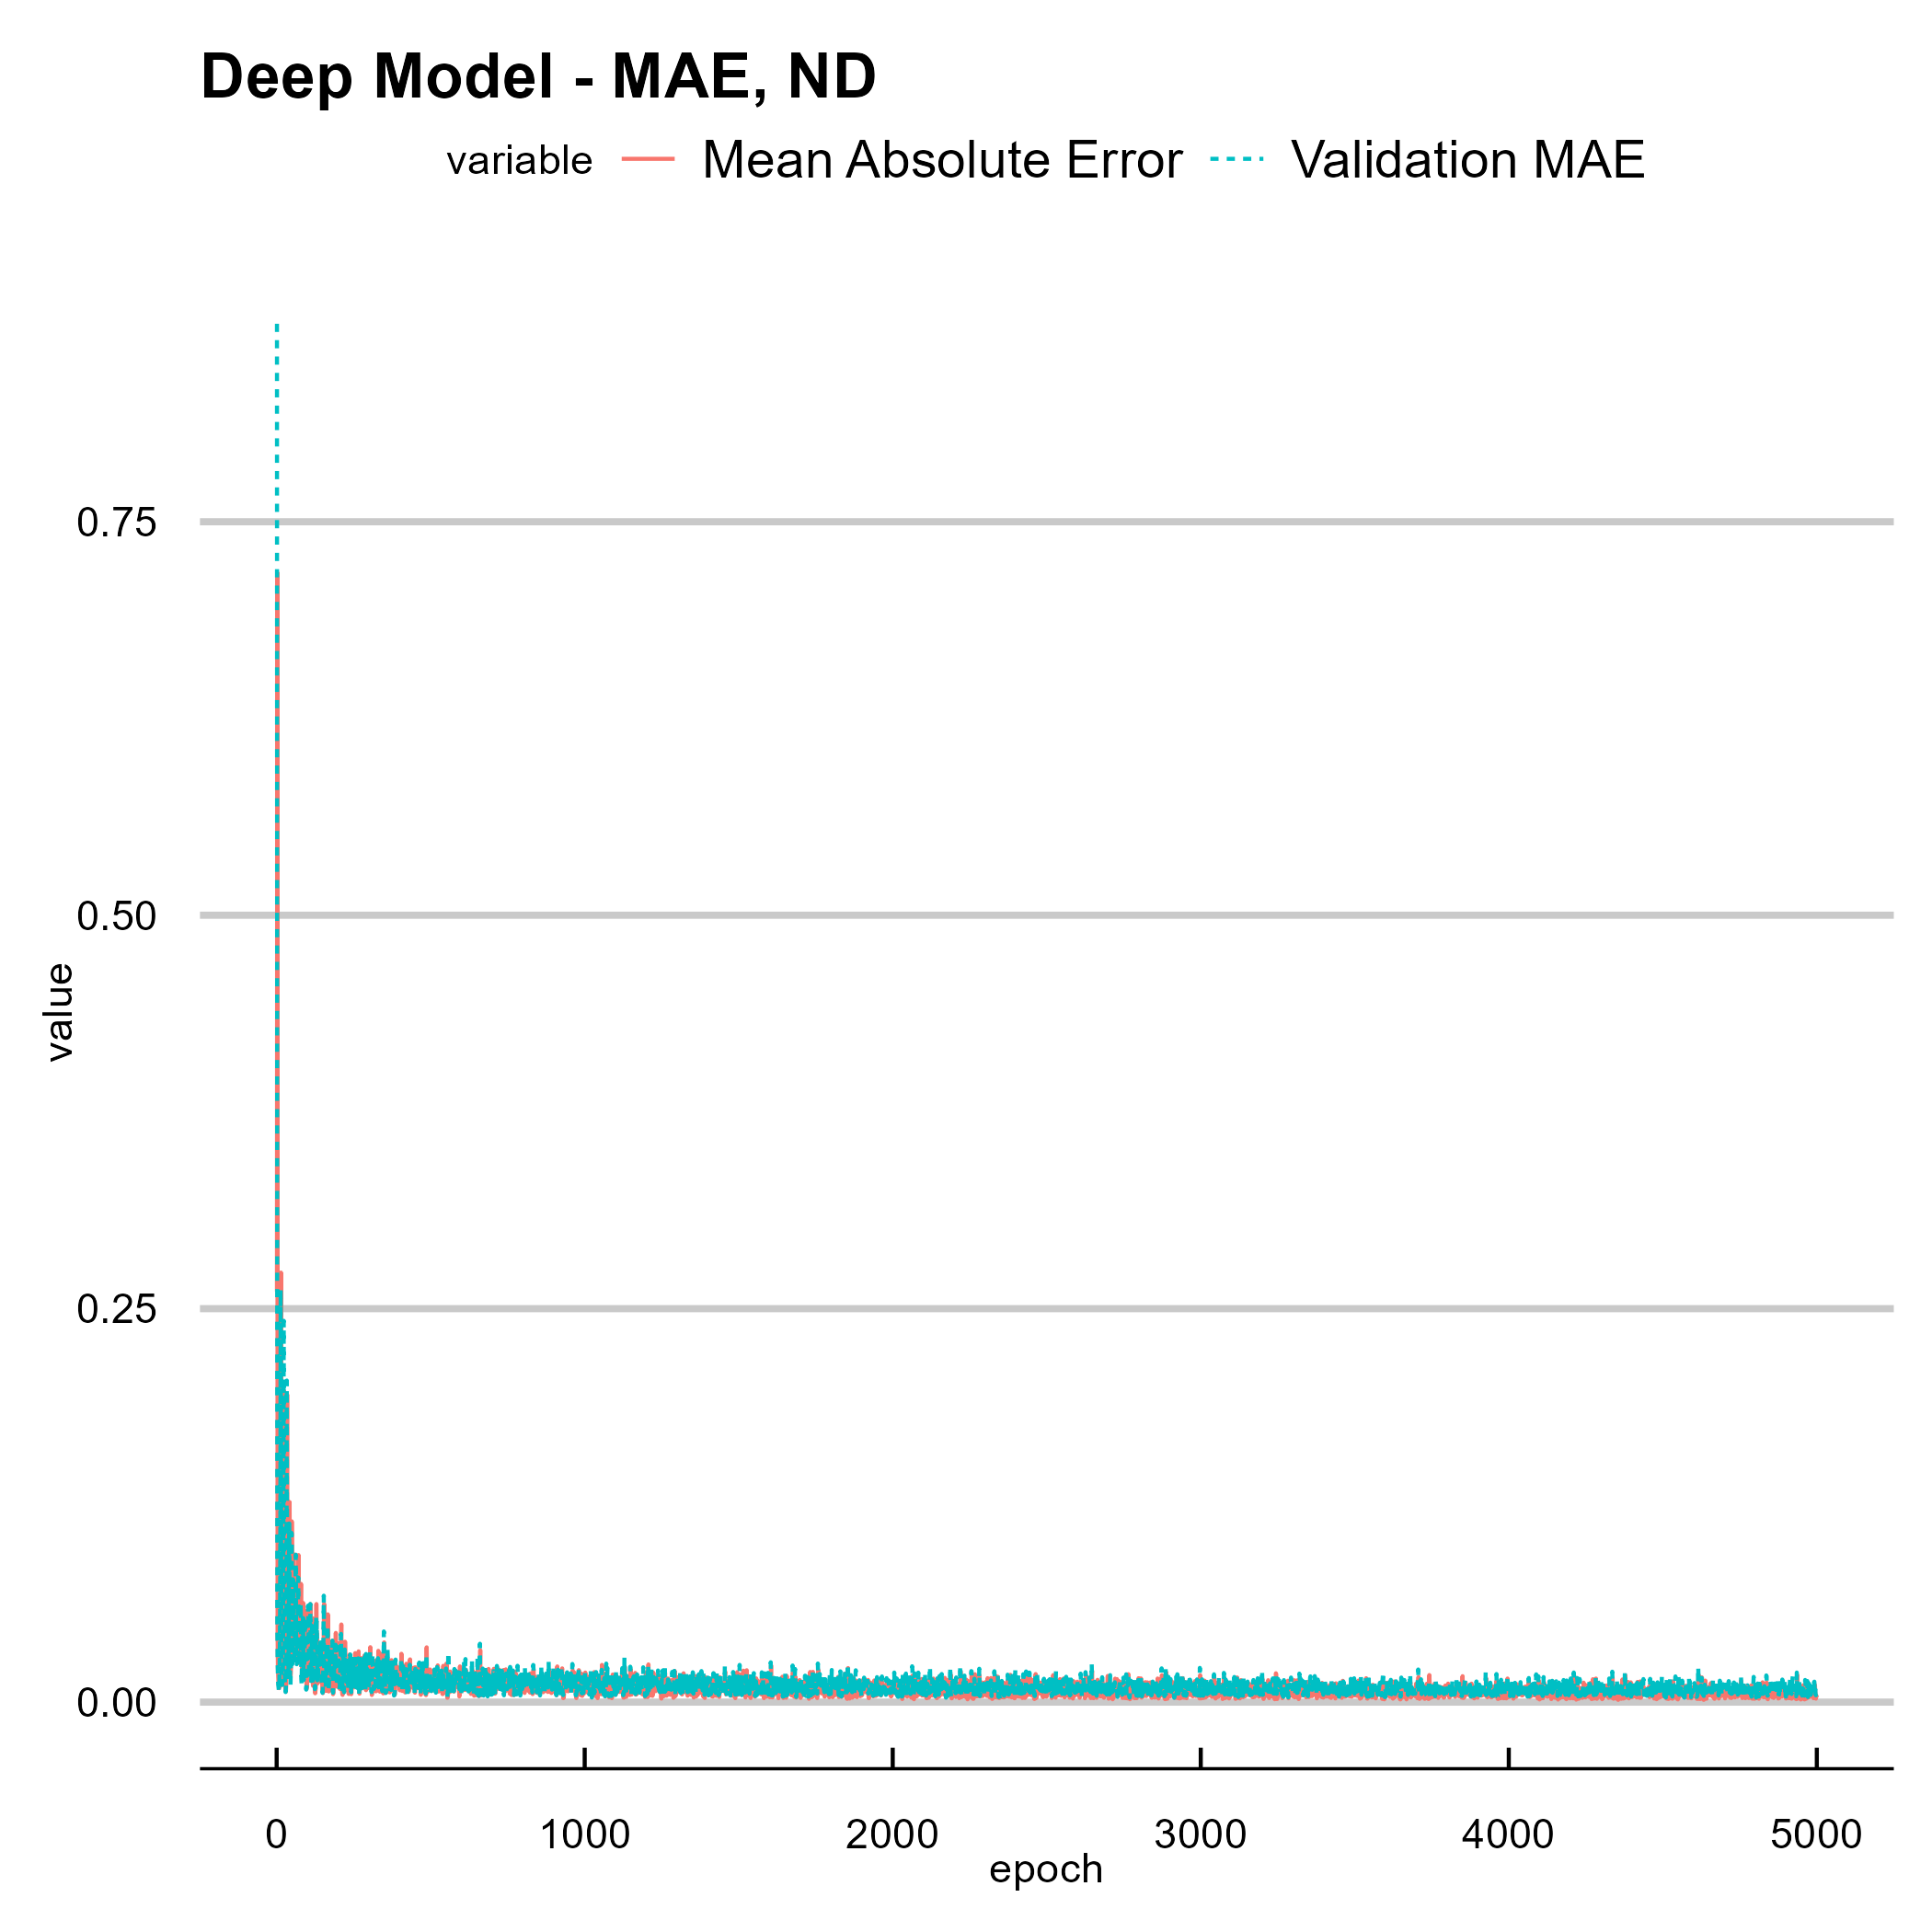 Deep Model - MAE, ND
variable Mean Absolute Error Validation MAE
0.75
0.50
0.25
0.00
value
0 1000 2000 3000 4000 5000
epoch